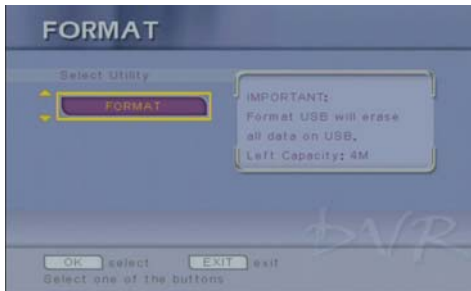 FORMAT
Select Utility
FORMAT
IMPORTANT:
Format USB will erase
all data on USB.
Left Capacity: 4M
DVR
OK select EXIT exit
Select one of the buttons